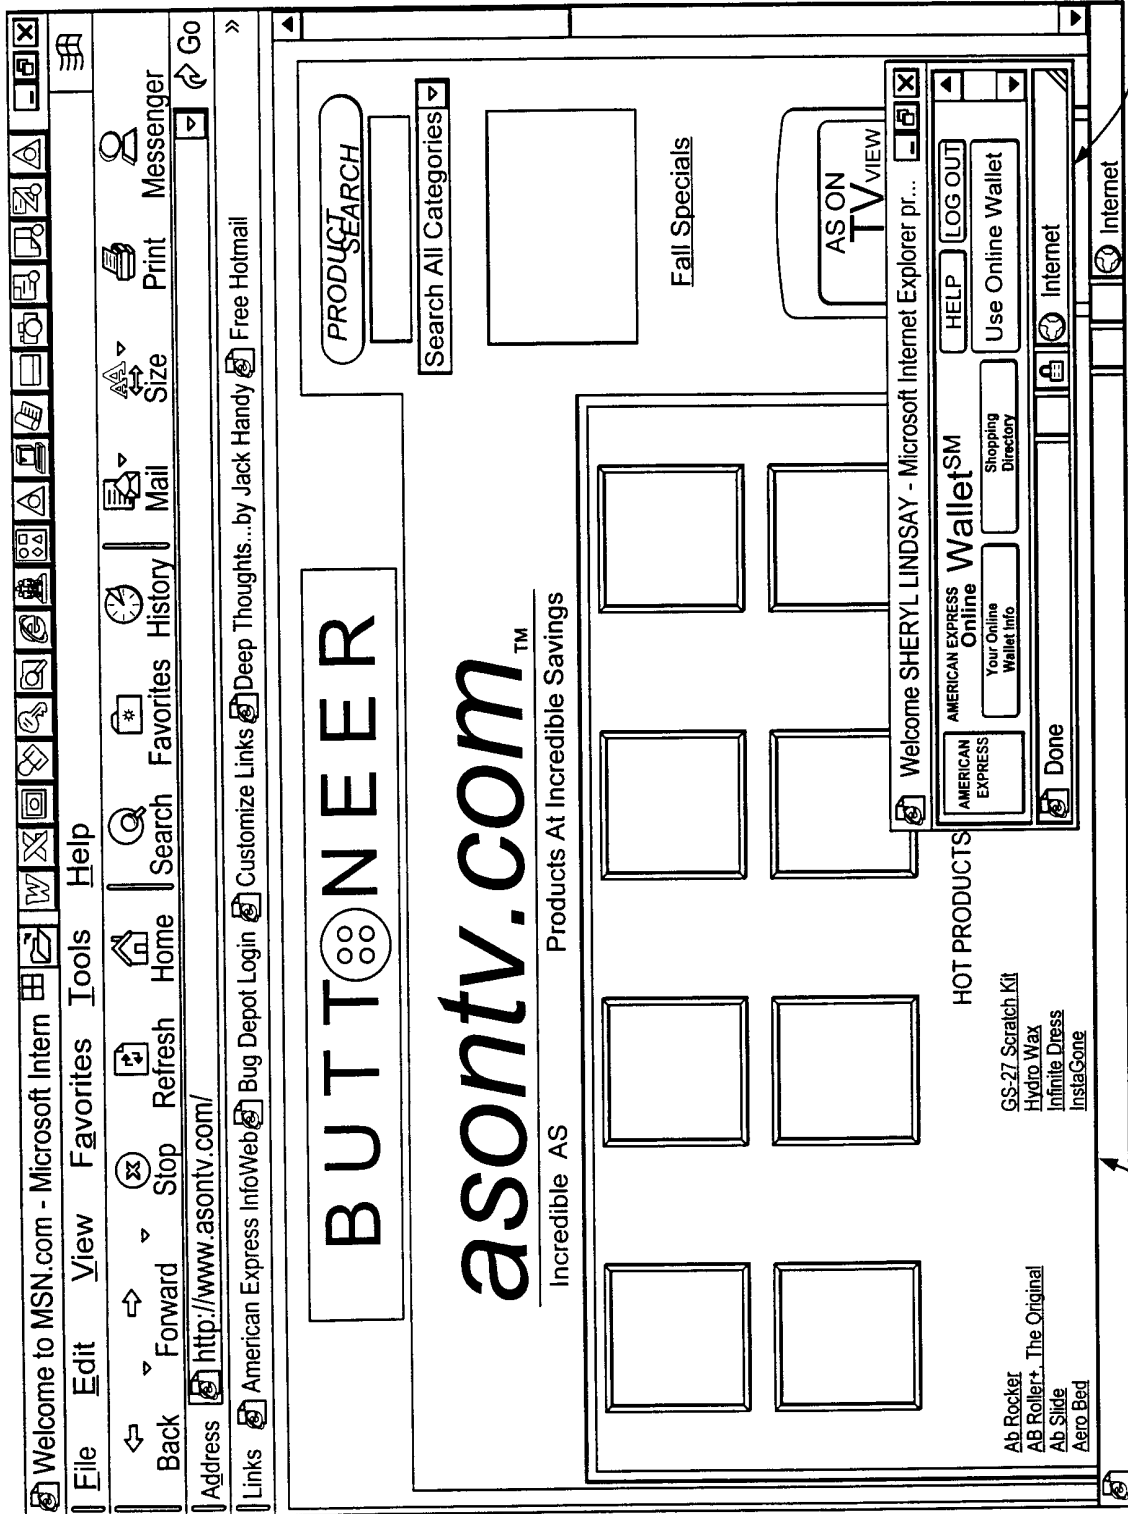 Welcome to MSN.com - Microsoft Intern
File Edit View Favorites Tools Help
Back Forward Stop Refresh Home Search Favorites History Mail Size Print Messenger
Address http://www.asontv.com/ Go
Links American Express InfoWeb Bug Depot Login Customize Links Deep Thoughts...by Jack Handy Free Hotmail »
BUTTONEER
PRODUCT
SEARCH
Search All Categories
asontv.com™
Incredible AS Products At Incredible Savings
Fall Specials
AS ON
TV VIEW
HOT PRODUCTS
Ab Rocker
AB Roller+, The Original
Ab Slide
Aero Bed
GS-27 Scratch Kit
Hydro Wax
Infinite Dress
InstaGone
Welcome SHERYL LINDSAY - Microsoft Internet Explorer pr...
AMERICAN
EXPRESS
AMERICAN EXPRESS
Online Wallet SM
HELP LOG OUT
Your Online
Wallet Info
Shopping
Directory
Use Online Wallet
Done Internet
Internet